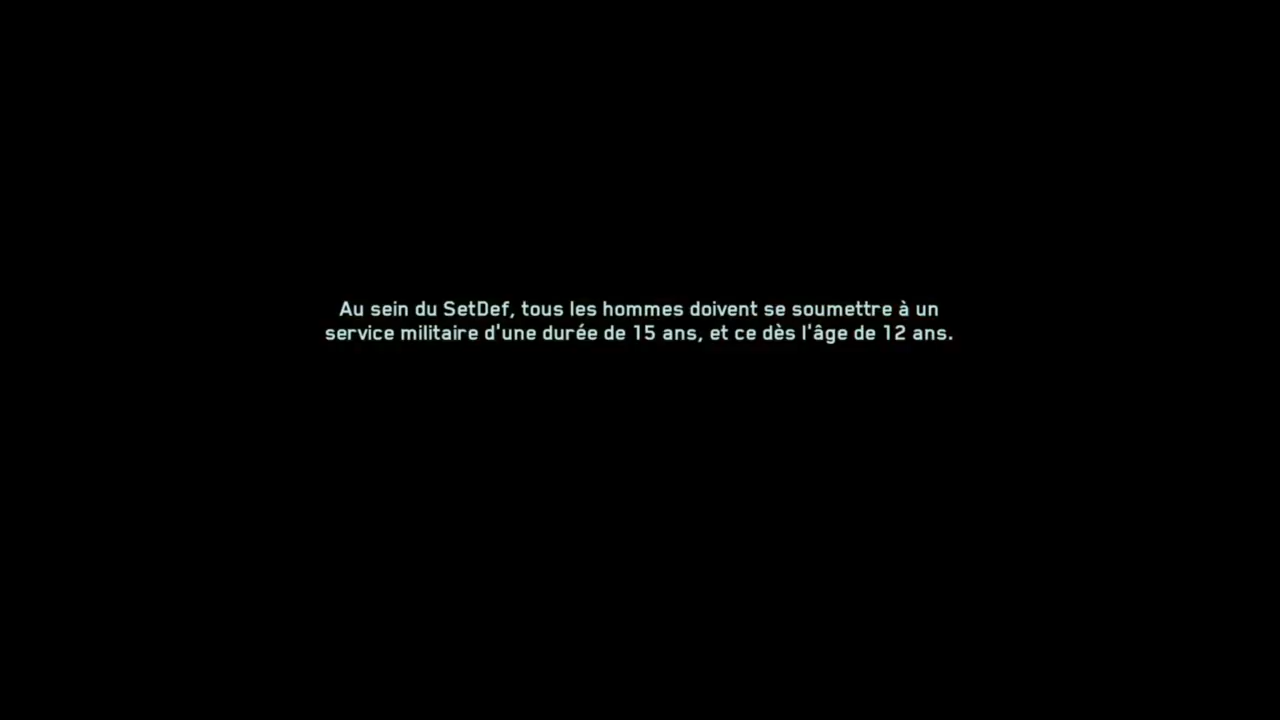 Au sein du SetDef, tous les hommes doivent se soumettre à un
service militaire d'une durée de 15 ans, et ce dès l'âge de 12 ans.